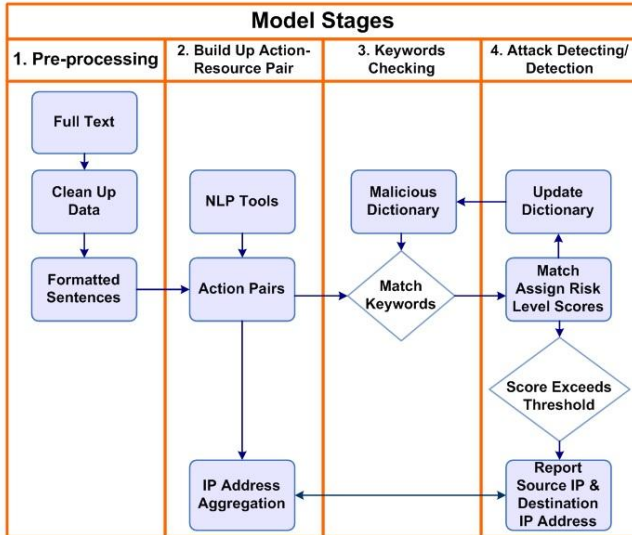 Model Stages
1. Pre-processing
2. Build Up Action-
Resource Pair
3. Keywords
Checking
4. Attack Detecting/
Detection
Full Text
Clean Up
Data
Formatted
Sentences
NLP Tools
Action Pairs
IP Address
Aggregation
Malicious
Dictionary
Match
Keywords
Update
Dictionary
Match
Assign Risk
Level Scores
Score Exceeds
Threshold
Report
Source IP &
Destination
IP Address